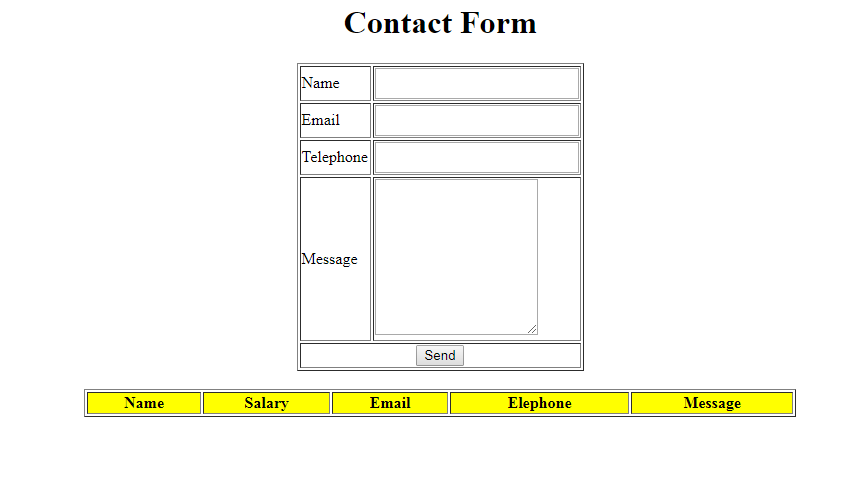 Contact Form
Name
Email
Telephone
Message
Send
Name Salary Email Elephone Message